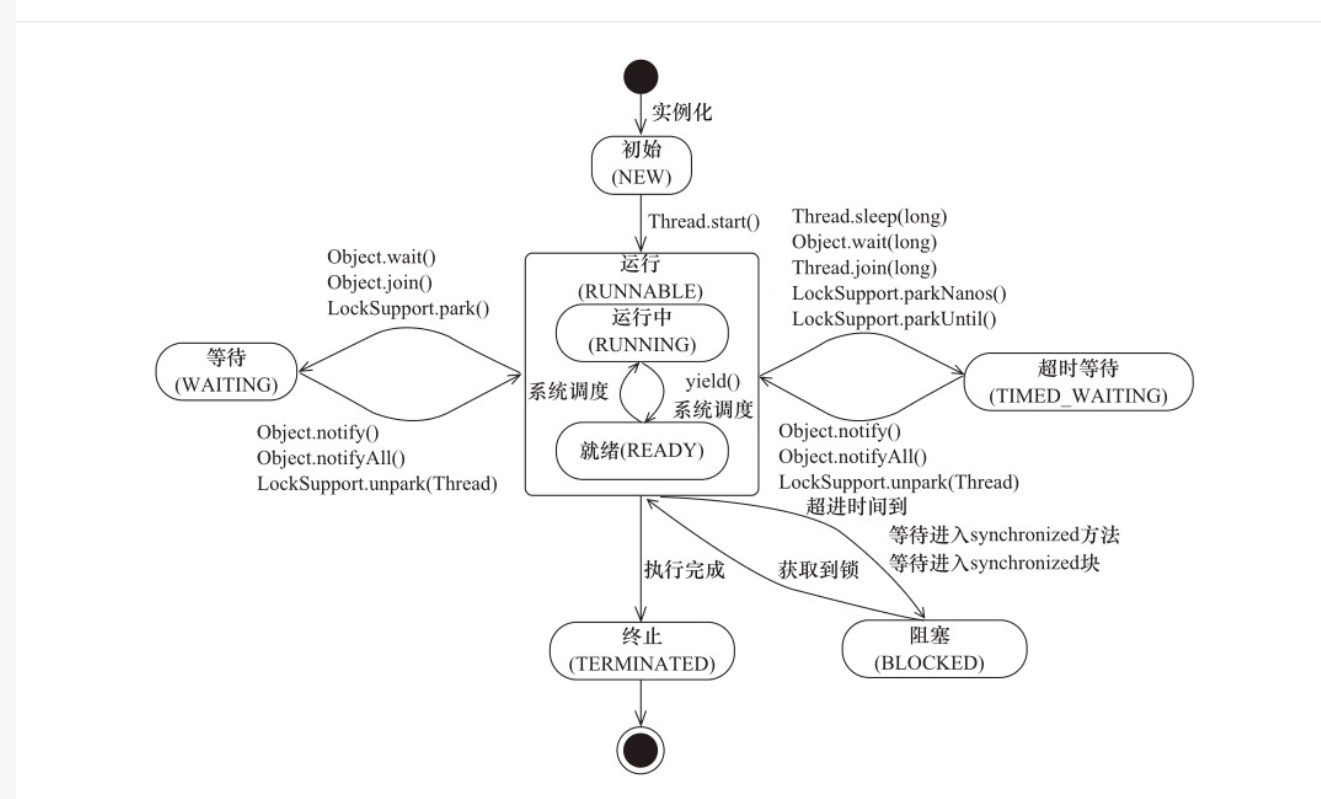 实例化
初始
(NEW)
Thread.start()
Object.wait()
Object.join()
LockSupport.park()
Thread.sleep(long)
Object.wait(long)
Thread.join(long)
LockSupport.parkNanos()
LockSupport.parkUntil()
运行
(RUNNABLE)
运行中
(RUNNING)
等待
(WAITING)
系统调度
yield()
系统调度
超时等待
(TIMED_WAITING)
就绪(READY)
Object.notify()
Object.notifyAll()
LockSupport.unpark(Thread)
Object.notify()
Object.notifyAll()
LockSupport.unpark(Thread)
超进时间到
等待进入synchronized方法
等待进入synchronized块
执行完成
获取到锁
终止
(TERMINATED)
阻塞
(BLOCKED)